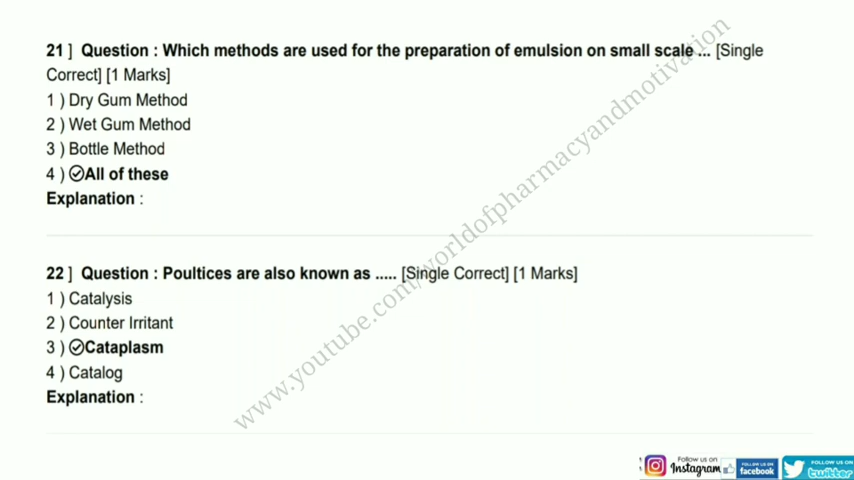 21 ] Question : Which methods are used for the preparation of emulsion on small scale ... [Single
Correct] [1 Marks]
1 ) Dry Gum Method
2 ) Wet Gum Method
3 ) Bottle Method
4 ) All of these
Explanation :
22 ] Question : Poultices are also known as ..... [Single Correct] [1 Marks]
1 ) Catalysis
2 ) Counter Irritant
3 ) Cataplasm
4 ) Catalog
Explanation :
www.youtube.com/worldofpharmacyandmotivation
Follow us on
Instagram
FOLLOW US ON
facebook
FOLLOW US ON
twitter